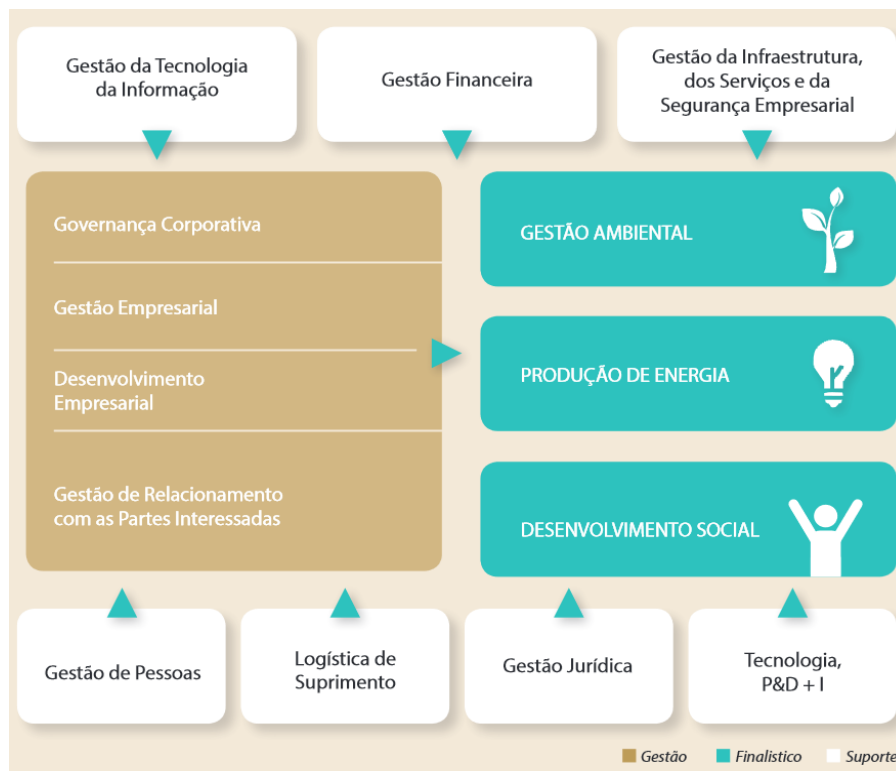 Gestão da Tecnologia
da Informação
Gestão Financeira
Gestão da Infraestrutura,
dos Serviços e da
Segurança Empresarial
Governança Corporativa
Gestão Empresarial
Desenvolvimento
Empresarial
Gestão de Relacionamento
com as Partes Interessadas
GESTÃO AMBIENTAL
PRODUÇÃO DE ENERGIA
DESENVOLVIMENTO SOCIAL
Gestão de Pessoas
Logística de
Suprimento
Gestão Jurídica
Tecnologia,
P&D + I
Gestão
Finalistico
Suporte